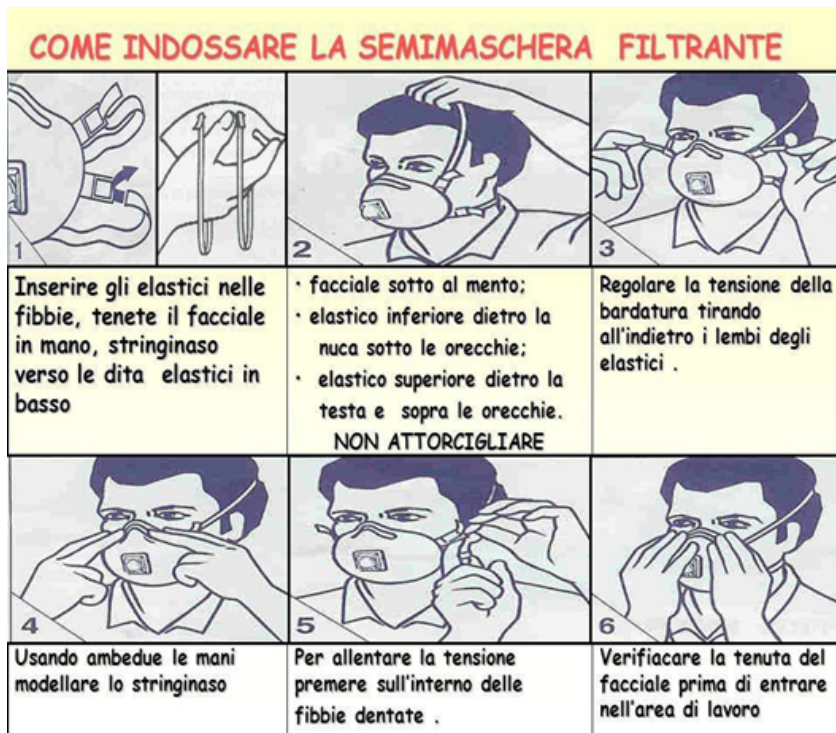 COME INDOSSARE LA SEMIMASCHERA FILTRANTE
1
Inserire gli elastici nelle
fibbie, tenete il facciale
in mano, stringinaso
verso le dita elastici in
basso
2
· facciale sotto al mento;
· elastico inferiore dietro la
nuca sotto le orecchie;
· elastico superiore dietro la
testa e sopra le orecchie.
NON ATTORCIGLIARE
3
Regolare la tensione della
bardatura tirando
all'indietro i lembi degli
elastici .
4
Usando ambedue le mani
modellare lo stringinaso
5
Per allentare la tensione
premere sull'interno delle
fibbie dentate .
6
Verifiacare la tenuta del
facciale prima di entrare
nell'area di lavoro